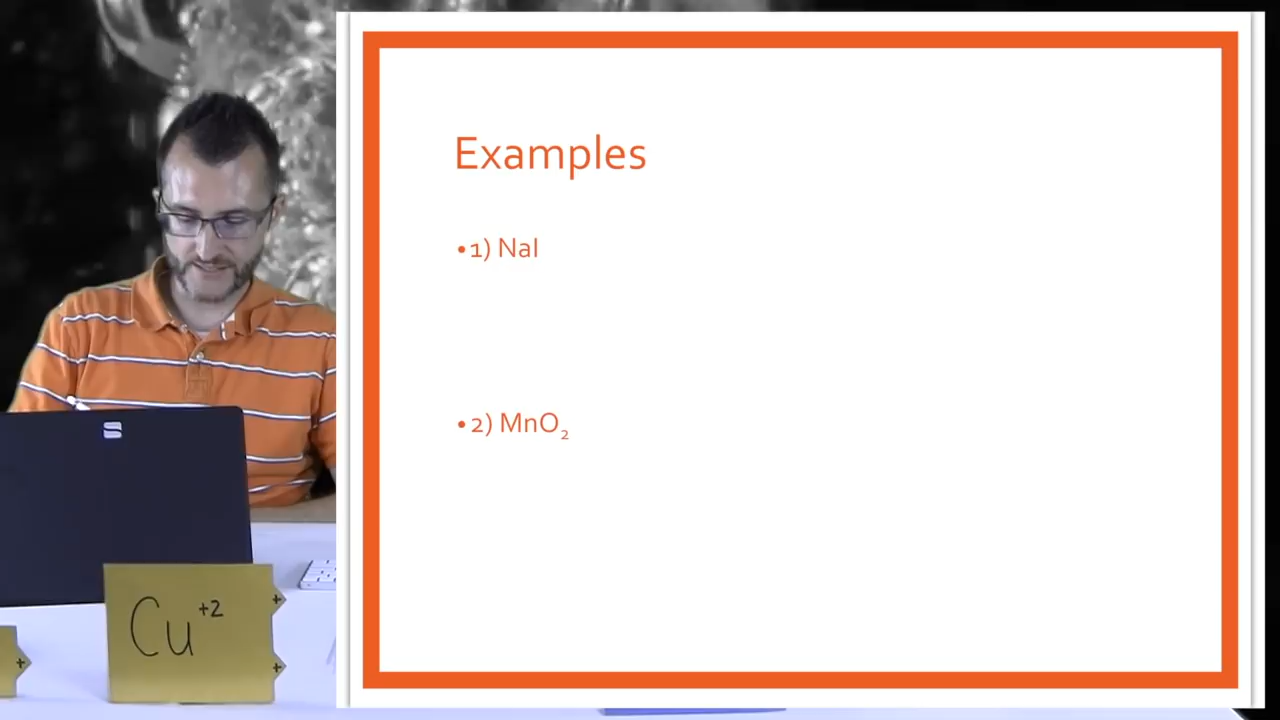 Examples
•1) NaI
•2) MnO₂
Cu⁺²
+
+
+